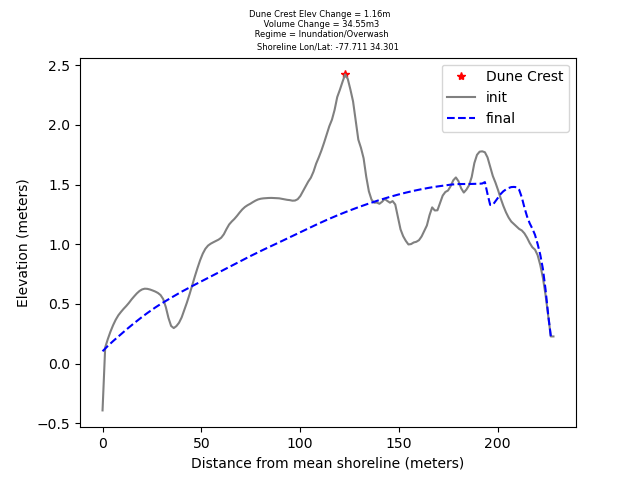 Dune Crest Elev Change = 1.16m
Volume Change = 34.55m3
Regime = Inundation/Overwash
Shoreline Lon/Lat: -77.711 34.301
Dune Crest
init
final
2.5
2.0
1.5
1.0
0.5
0.0
−0.5
Elevation (meters)
0 50 100 150 200
Distance from mean shoreline (meters)